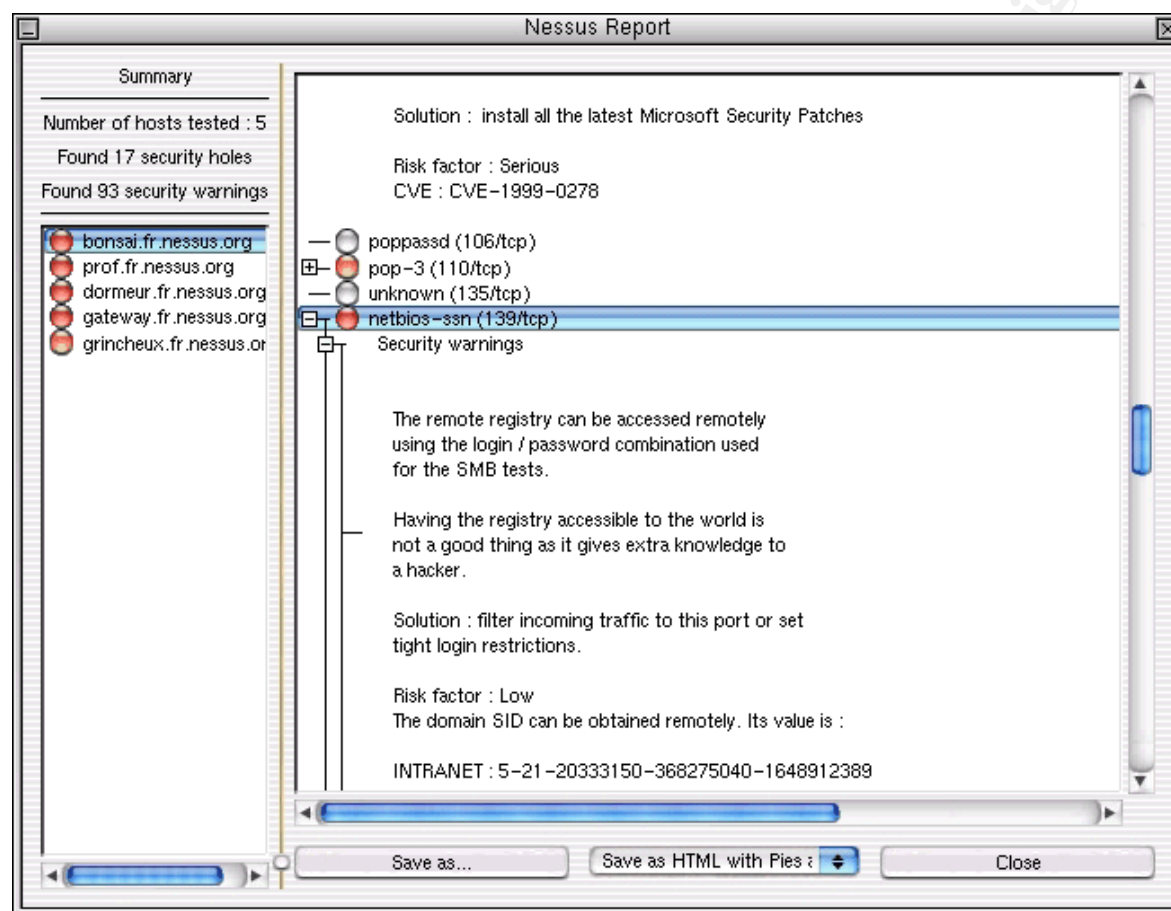 Nessus Report
Summary
Number of hosts tested : 5
Found 17 security holes
Found 93 security warnings
bonsai.fr.nessus.org
prof.fr.nessus.org
dormeur.fr.nessus.org
gateway.fr.nessus.org
grincheux.fr.nessus.or
Solution : install all the latest Microsoft Security Patches
Risk factor : Serious
CVE : CVE-1999-0278
poppassd (106/tcp)
pop-3 (110/tcp)
unknown (135/tcp)
netbios-ssn (139/tcp)
Security warnings
The remote registry can be accessed remotely
using the login / password combination used
for the SMB tests.
Having the registry accessible to the world is
not a good thing as it gives extra knowledge to
a hacker.
Solution : filter incoming traffic to this port or set
tight login restrictions.
Risk factor : Low
The domain SID can be obtained remotely. Its value is :
INTRANET : 5-21-20333150-368275040-1648912389
Save as...
Save as HTML with Pies a
Close